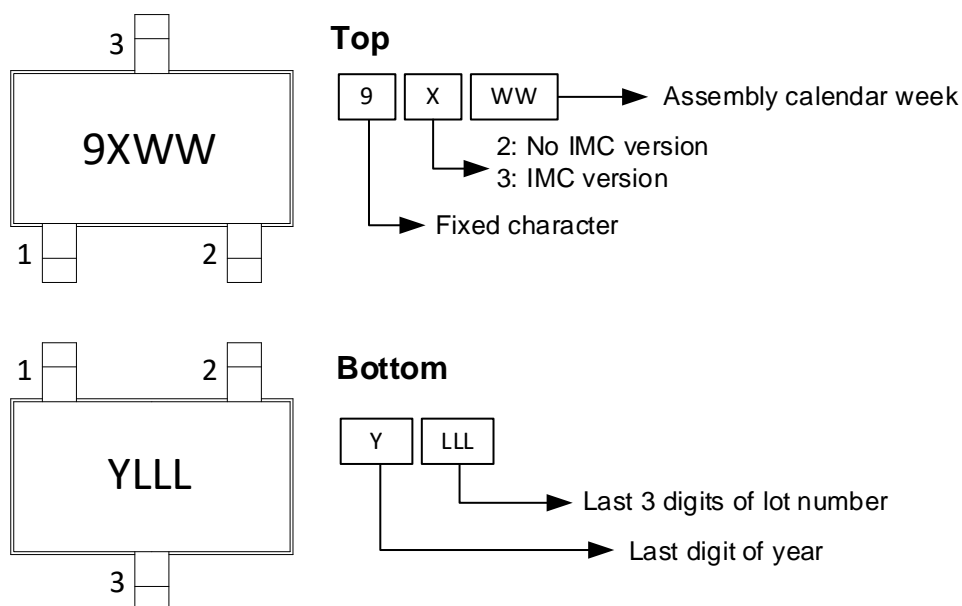 3
Top
9 X WW Assembly calendar week
9XWW
2: No IMC version
3: IMC version
Fixed character
1 2
1 2
Bottom
Y LLL
YLLL
Last 3 digits of lot number
Last digit of year
3